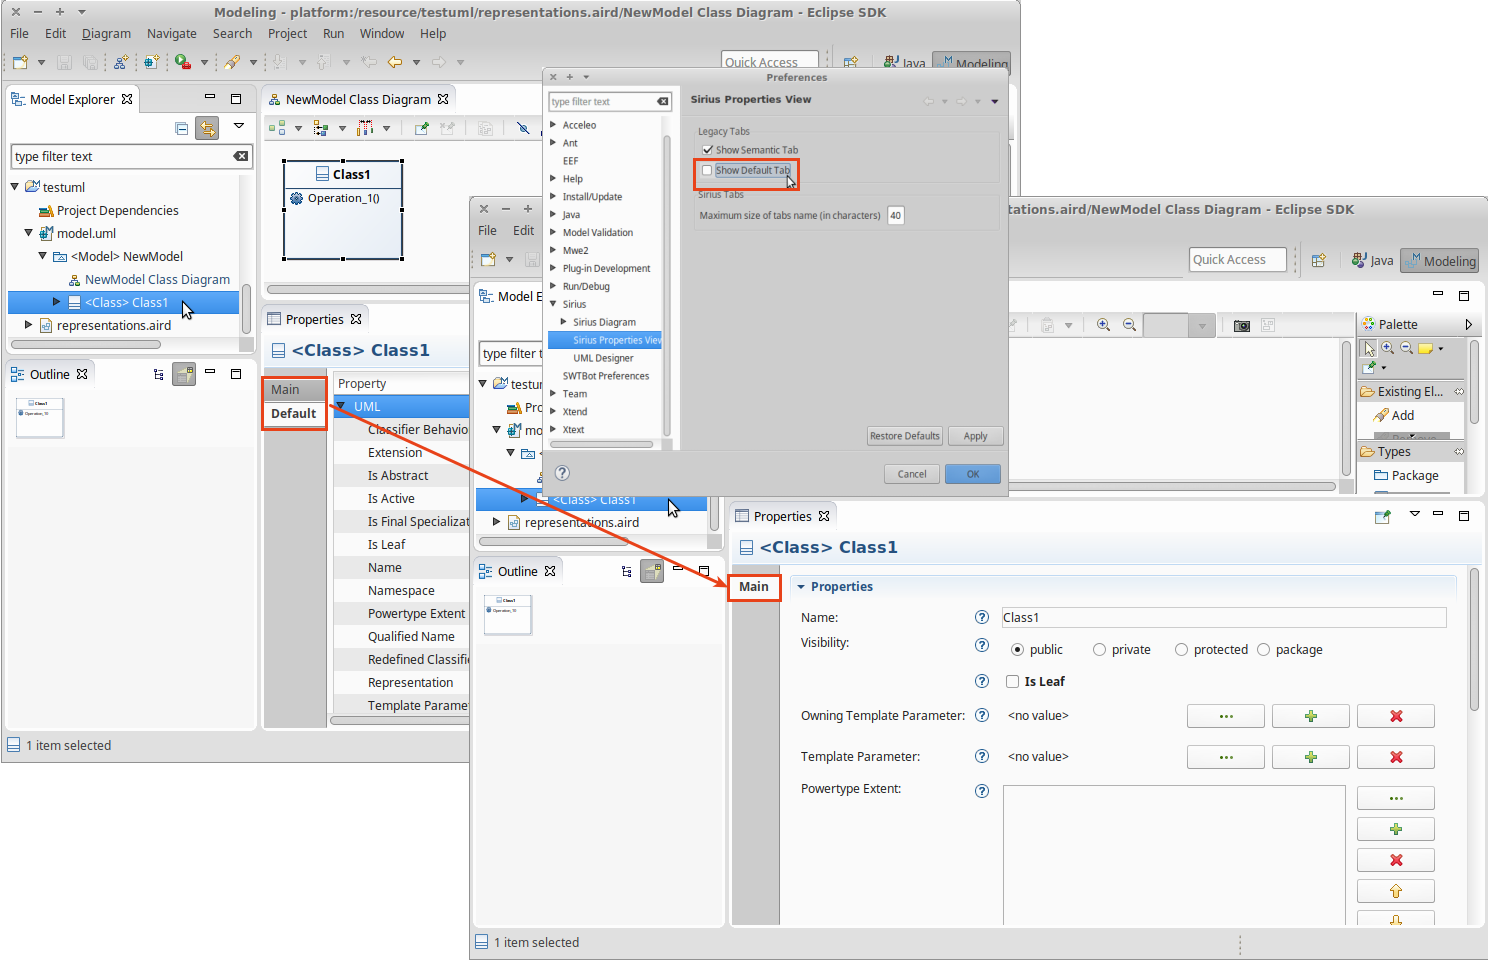 Modeling - platform:/resource/testuml/representations.aird/NewModel Class Diagram - Eclipse SDK
File Edit Diagram Navigate Search Project Run Window Help
Quick Access
Java
Modeling
Model Explorer
type filter text
testuml
Project Dependencies
model.uml
<Model> NewModel
NewModel Class Diagram
<Class> Class1
representations.aird
Outline
Class1
Operation_1()
1 item selected
NewModel Class Diagram
Class1
Operation_1()
Properties
<Class> Class1
Main
Default
Property
UML
Classifier Behavio
Extension
Is Abstract
Is Active
Is Final Specializat
Is Leaf
Name
Namespace
Powertype Extent
Qualified Name
Redefined Classifie
Representation
Template Parame
Preferences
type filter text
Acceleo
Ant
EEF
Help
Install/Update
Java
Model Validation
Mwe2
Plug-in Development
Run/Debug
Sirius
Sirius Diagram
Sirius Properties View
UML Designer
SWTBot Preferences
Team
Xtend
Xtext
Sirius Properties View
Legacy Tabs
Show Semantic Tab
Show Default Tab
Sirius Tabs
Maximum size of tabs name (in characters) 40
Restore Defaults
Apply
Cancel
OK
tations.aird/NewModel Class Diagram - Eclipse SDK
File Edit
Quick Access
Java
Modeling
Model E
type filter t
testun
Pro
mo
<
<Class> Class1
representations.aird
Outline
Class1
1 item selected
Palette
Existing El...
Add
Types
Package
Properties
<Class> Class1
Main
Properties
Name:
Class1
Visibility:
public private protected package
Is Leaf
Owning Template Parameter:
<no value>
Template Parameter:
<no value>
Powertype Extent: